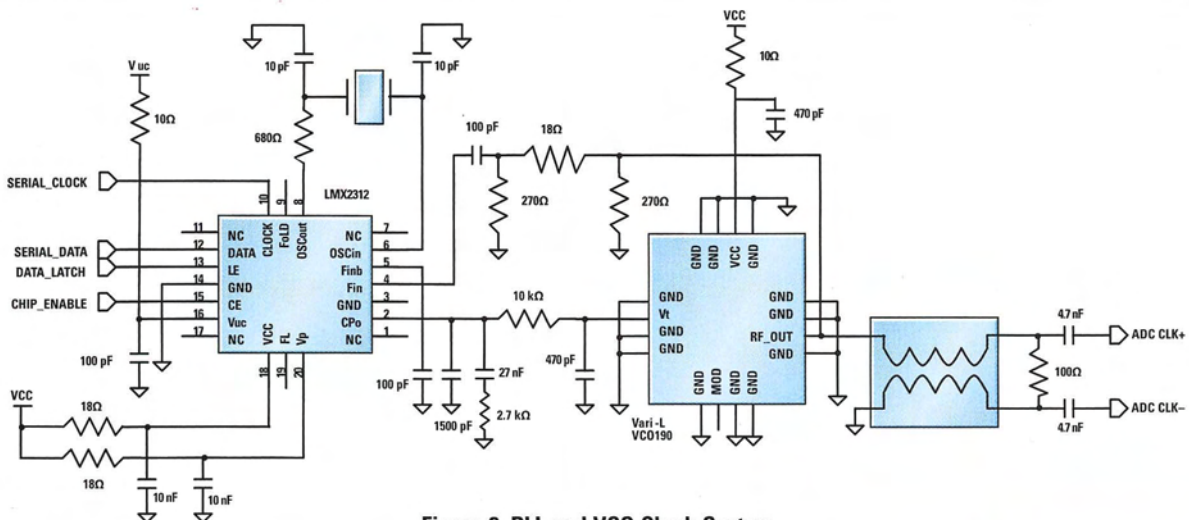 VCC
10 pF
10 pF
V uc
10Ω
10Ω
470 pF
680Ω
100 pF
18Ω
SERIAL_CLOCK
LMX2312
270Ω
270Ω
10
9
8
CLOCK
FoLD
OSCout
11
NC
NC
7
SERIAL_DATA
12
DATA
OSCin
6
DATA_LATCH
13
LE
Finb
5
14
GND
Fin
4
CHIP_ENABLE
15
CE
GND
3
16
Vuc
CPo
2
17
NC
NC
1
VCC
FL
Vp
18
19
20
10 kΩ
GND
GND
VCC
GND
GND
Vt
GND
GND
GND
GND
RF_OUT
GND
GND
MOD
GND
GND
Vari -L
VCO190
4.7 nF
ADC CLK+
100Ω
ADC CLK–
4.7 nF
100 pF
100 pF
27 nF
470 pF
2.7 kΩ
1500 pF
VCC
18Ω
18Ω
10 nF
10 nF